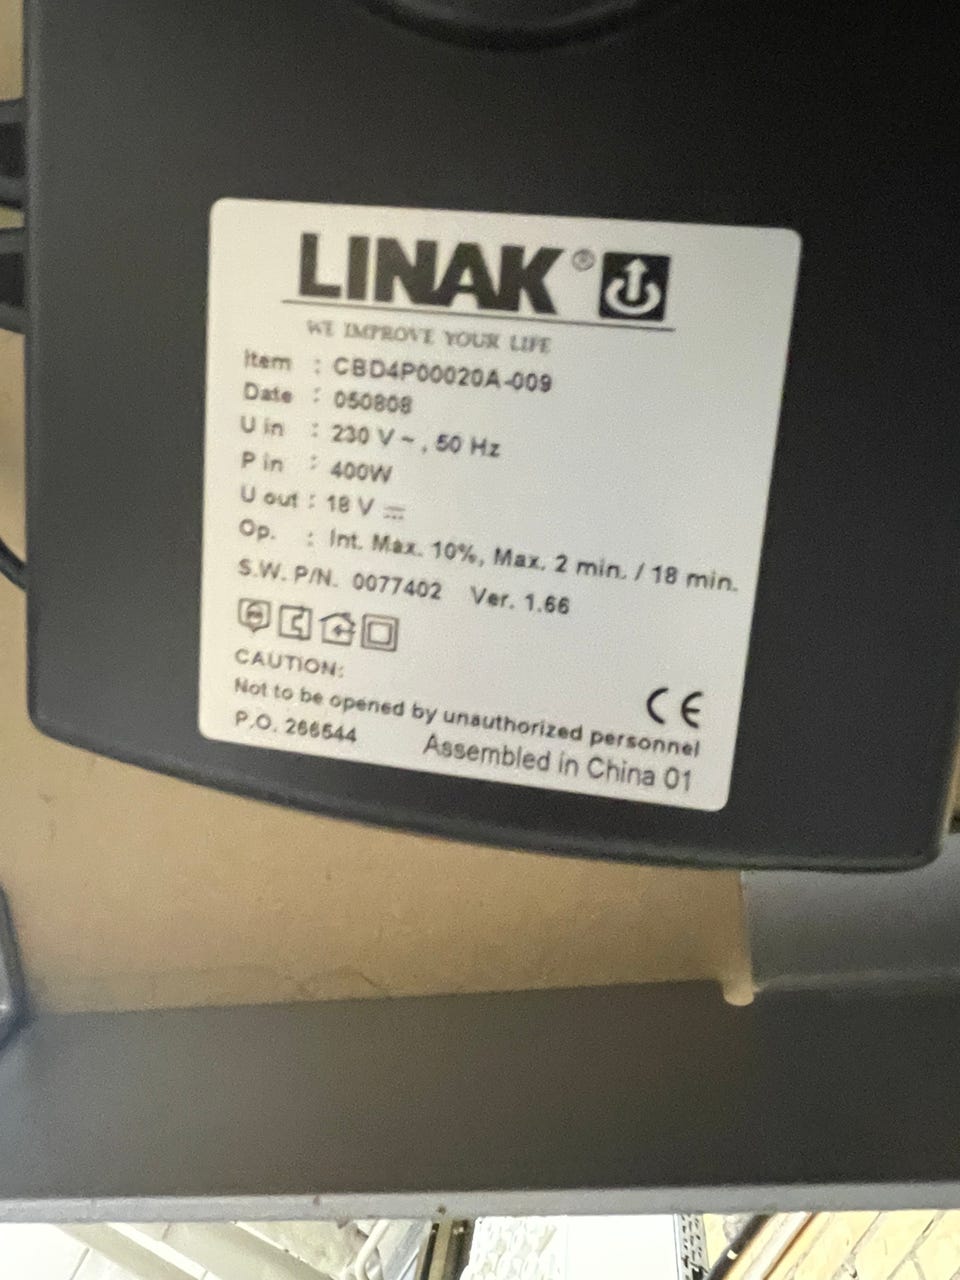 LINAK®
WE IMPROVE YOUR LIFE
Item : CBD4P00020A-009
Date : 050808
U in : 230 V ~ , 50 Hz
P in : 400W
U out : 18 V ⎓
Op. : Int. Max. 10%, Max. 2 min. / 18 min.
S.W. P/N. 0077402 Ver. 1.66
CAUTION:
Not to be opened by unauthorized personnel
P.O. 266544
Assembled in China 01
CE